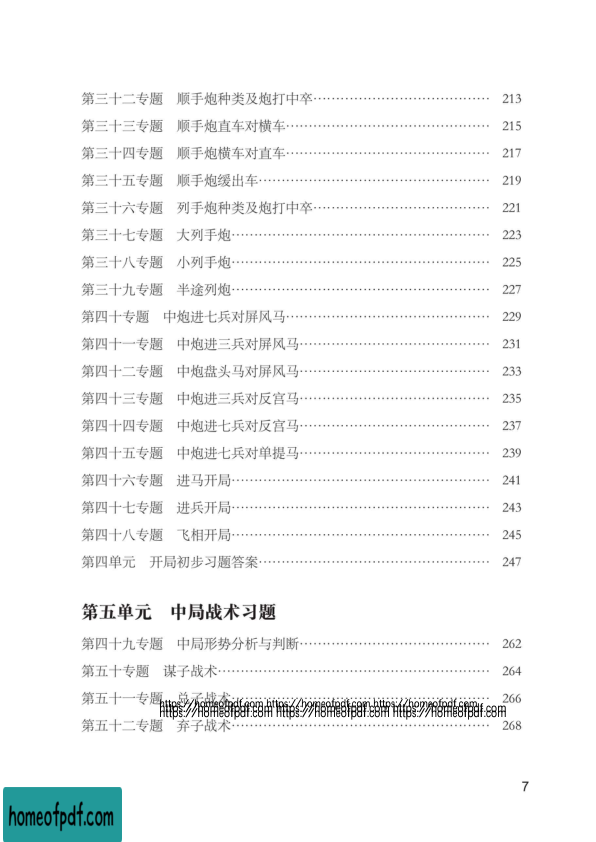 第三十二专题 顺手炮种类及炮打中卒…………………………………… 213
第三十三专题 顺手炮直车对横车…………………………………… 215
第三十四专题 顺手炮横车对直车…………………………………… 217
第三十五专题 顺手炮缓出车…………………………………… 219
第三十六专题 列手炮种类及炮打中卒…………………………………… 221
第三十七专题 大列手炮…………………………………… 223
第三十八专题 小列手炮…………………………………… 225
第三十九专题 半途列炮…………………………………… 227
第四十专题 中炮进七兵对屏风马…………………………………… 229
第四十一专题 中炮进三兵对屏风马…………………………………… 231
第四十二专题 中炮盘头马对屏风马…………………………………… 233
第四十三专题 中炮进三兵对反宫马…………………………………… 235
第四十四专题 中炮进七兵对反宫马…………………………………… 237
第四十五专题 中炮进七兵对单提马…………………………………… 239
第四十六专题 进马开局…………………………………… 241
第四十七专题 进兵开局…………………………………… 243
第四十八专题 飞相开局…………………………………… 245
第四单元 开局初步习题答案…………………………………… 247
第五单元 中局战术习题
第四十九专题 中局形势分析与判断…………………………………… 262
第五十专题 谋子战术…………………………………… 264
第五十一专题 兑子战术…………………………………… 266
https://homeofpdf.com https://homeofpdf.com https://homeofpdf.com
https://homeofpdf.com https://homeofpdf.com https://homeofpdf.com
第五十二专题 弃子战术…………………………………… 268
7
homeofpdf.com